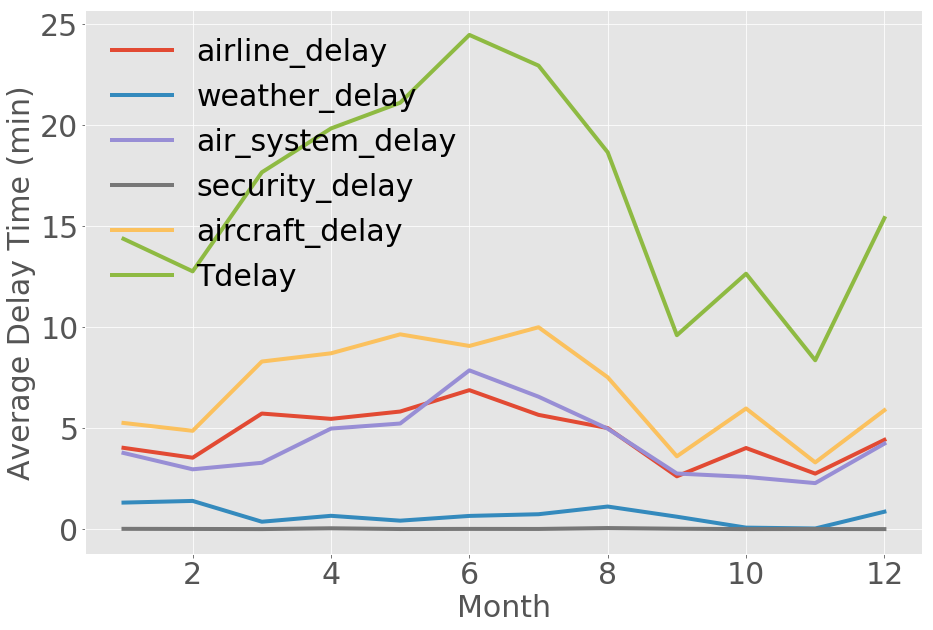 25
20
15
10
5
0
Average Delay Time (min)
airline_delay
weather_delay
air_system_delay
security_delay
aircraft_delay
Tdelay
2 4 6 8 10 12
Month